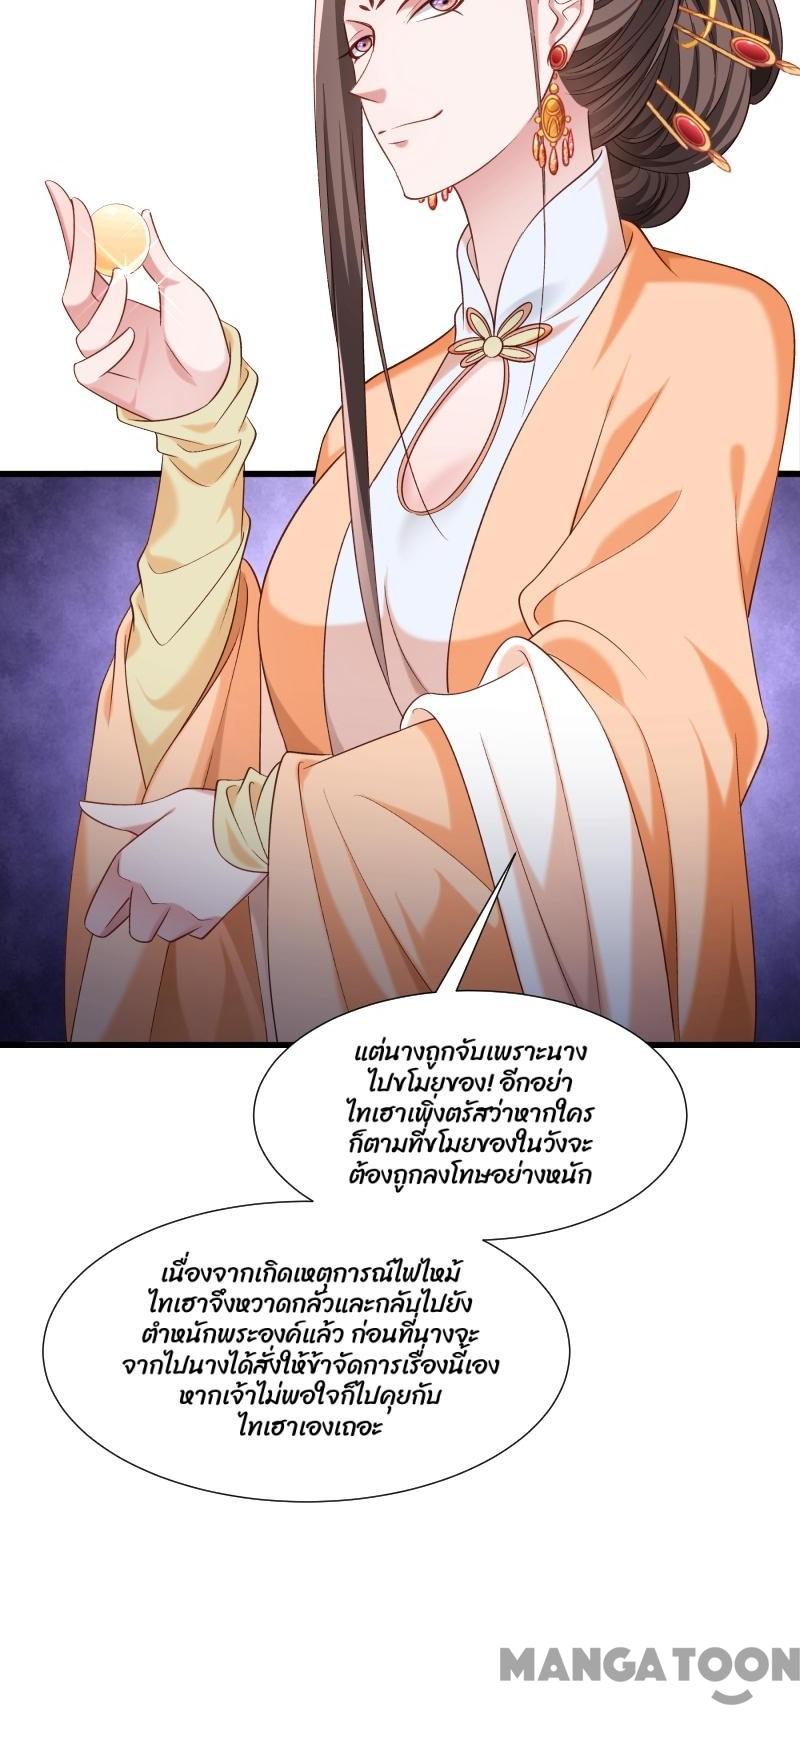 แต่นางถูกจับเพราะนาง
ไปขโมยของ! อีกอย่า
ไทเฮาเพิ่งตรัสว่าหากใคร
ก็ตามที่ขโมยของในวังจะ
ต้องถูกลงโทษอย่างหนัก
เนื่องจากเกิดเหตุการณ์ไฟไหม้
ไทเฮาจึงหวาดกลัวและกลับไปยัง
ตำหนักพระองค์แล้ว ก่อนที่นางจะ
จากไปนางได้สั่งให้ข้าจัดการเรื่องนี้เอง
หากเจ้าไม่พอใจก็ไปคุยกับ
ไทเฮาเองเถอะ
MANGATOON